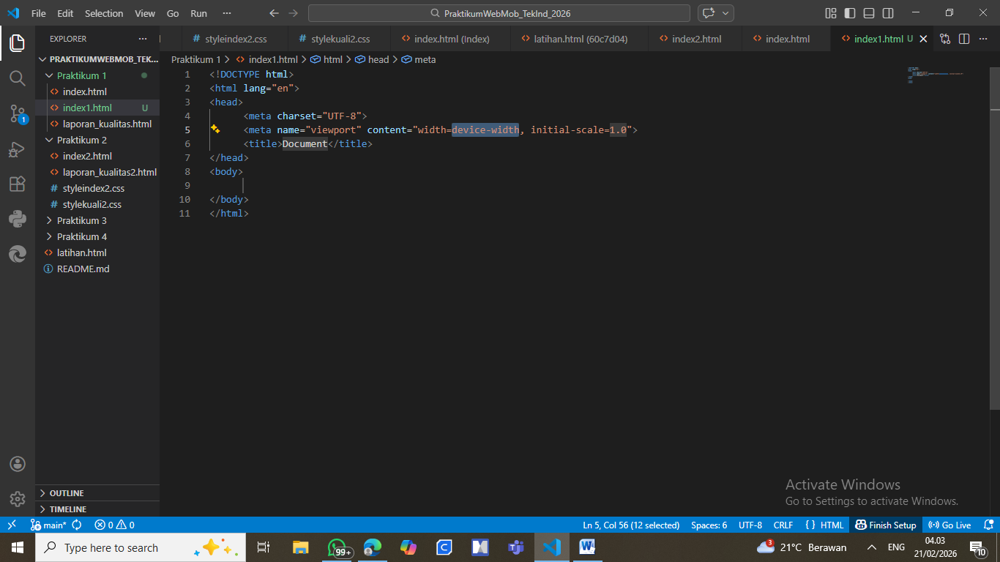 File Edit Selection View Go Run ··· PraktikumWebMob_TekInd_2026
EXPLORER ···
PRAKTIKUMWEBMOB_TEK...
Praktikum 1
index.html
index1.html U
laporan_kualitas.html
Praktikum 2
index2.html
laporan_kualitas2.html
# styleindex2.css
# stylekuali2.css
Praktikum 3
Praktikum 4
latihan.html
README.md
OUTLINE
TIMELINE
1
# styleindex2.css # stylekuali2.css index.html (Index) latihan.html (60c7d04) index2.html index.html index1.html U
Praktikum 1 > index1.html > html > head > meta
1 <!DOCTYPE html>
2 <html lang="en">
3 <head>
4 <meta charset="UTF-8">
5 <meta name="viewport" content="width=device-width, initial-scale=1.0">
6 <title>Document</title>
7 </head>
8 <body>
9
10 </body>
11 </html>
Activate Windows
Go to Settings to activate Windows.
main* 0 0 Ln 5, Col 56 (12 selected) Spaces: 6 UTF-8 CRLF { } HTML Finish Setup Go Live
Type here to search 99+ 3 21°C Berawan ENG 04.03 10
21/02/2026